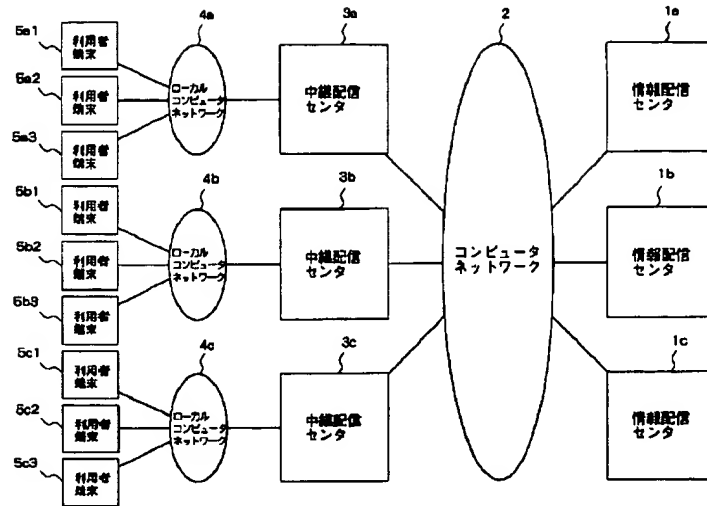 5a1
利用者
端末
5a2
利用者
端末
5a3
利用者
端末
4a
ローカル
コンピュータ
ネットワーク
3a
中継配信
センタ
5b1
利用者
端末
5b2
利用者
端末
5b3
利用者
端末
4b
ローカル
コンピュータ
ネットワーク
3b
中継配信
センタ
5c1
利用者
端末
5c2
利用者
端末
5c3
利用者
端末
4c
ローカル
コンピュータ
ネットワーク
3c
中継配信
センタ
2
コンピュータ
ネットワーク
1a
情報配信
センタ
1b
情報配信
センタ
1c
情報配信
センタ